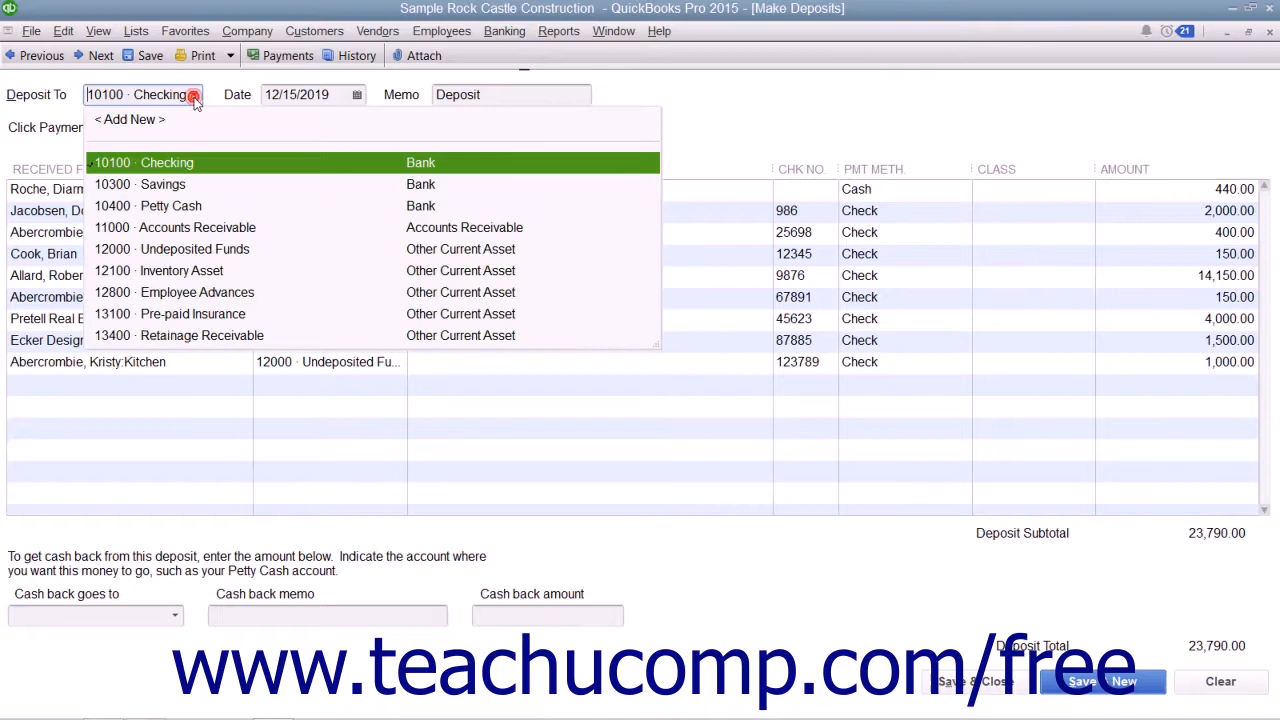 qb Sample Rock Castle Construction - QuickBooks Pro 2015 - [Make Deposits]
File Edit View Lists Favorites Company Customers Vendors Employees Banking Reports Window Help 21
Previous Next Save Print Payments History Attach
Deposit To 10100 · Checking Date 12/15/2019 Memo Deposit
Click Paymen
< Add New >
10100 · Checking Bank
10300 · Savings Bank
10400 · Petty Cash Bank
11000 · Accounts Receivable Accounts Receivable
12000 · Undeposited Funds Other Current Asset
12100 · Inventory Asset Other Current Asset
12800 · Employee Advances Other Current Asset
13100 · Pre-paid Insurance Other Current Asset
13400 · Retainage Receivable Other Current Asset
RECEIVED F CHK NO. PMT METH. CLASS AMOUNT
Roche, Diarm Cash 440.00
Jacobsen, Do 986 Check 2,000.00
Abercrombie 25698 Check 400.00
Cook, Brian 12345 Check 150.00
Allard, Rober 9876 Check 14,150.00
Abercrombie 67891 Check 150.00
Pretell Real E 45623 Check 4,000.00
Ecker Design 87885 Check 1,500.00
Abercrombie, Kristy:Kitchen 12000 · Undeposited Fu... 123789 Check 1,000.00
Deposit Subtotal 23,790.00
To get cash back from this deposit, enter the amount below. Indicate the account where
you want this money to go, such as your Petty Cash account.
Cash back goes to Cash back memo Cash back amount
Deposit Total 23,790.00
www.teachucomp.com/free
Save & Close Save & New Clear